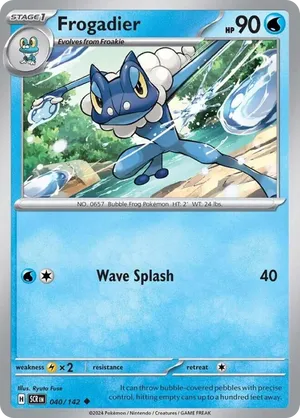 STAGE 1 Frogadier HP 90
Evolves from Froakie
NO. 0657 Bubble Frog Pokémon HT: 2' WT: 24 lbs.
Wave Splash 40
weakness ×2 resistance retreat
Illus. Ryota Fuse
H SCR EN 040/142
It can throw bubble-covered pebbles with precise
control, hitting empty cans up to a hundred feet away.
©2024 Pokémon / Nintendo / Creatures / GAME FREAK